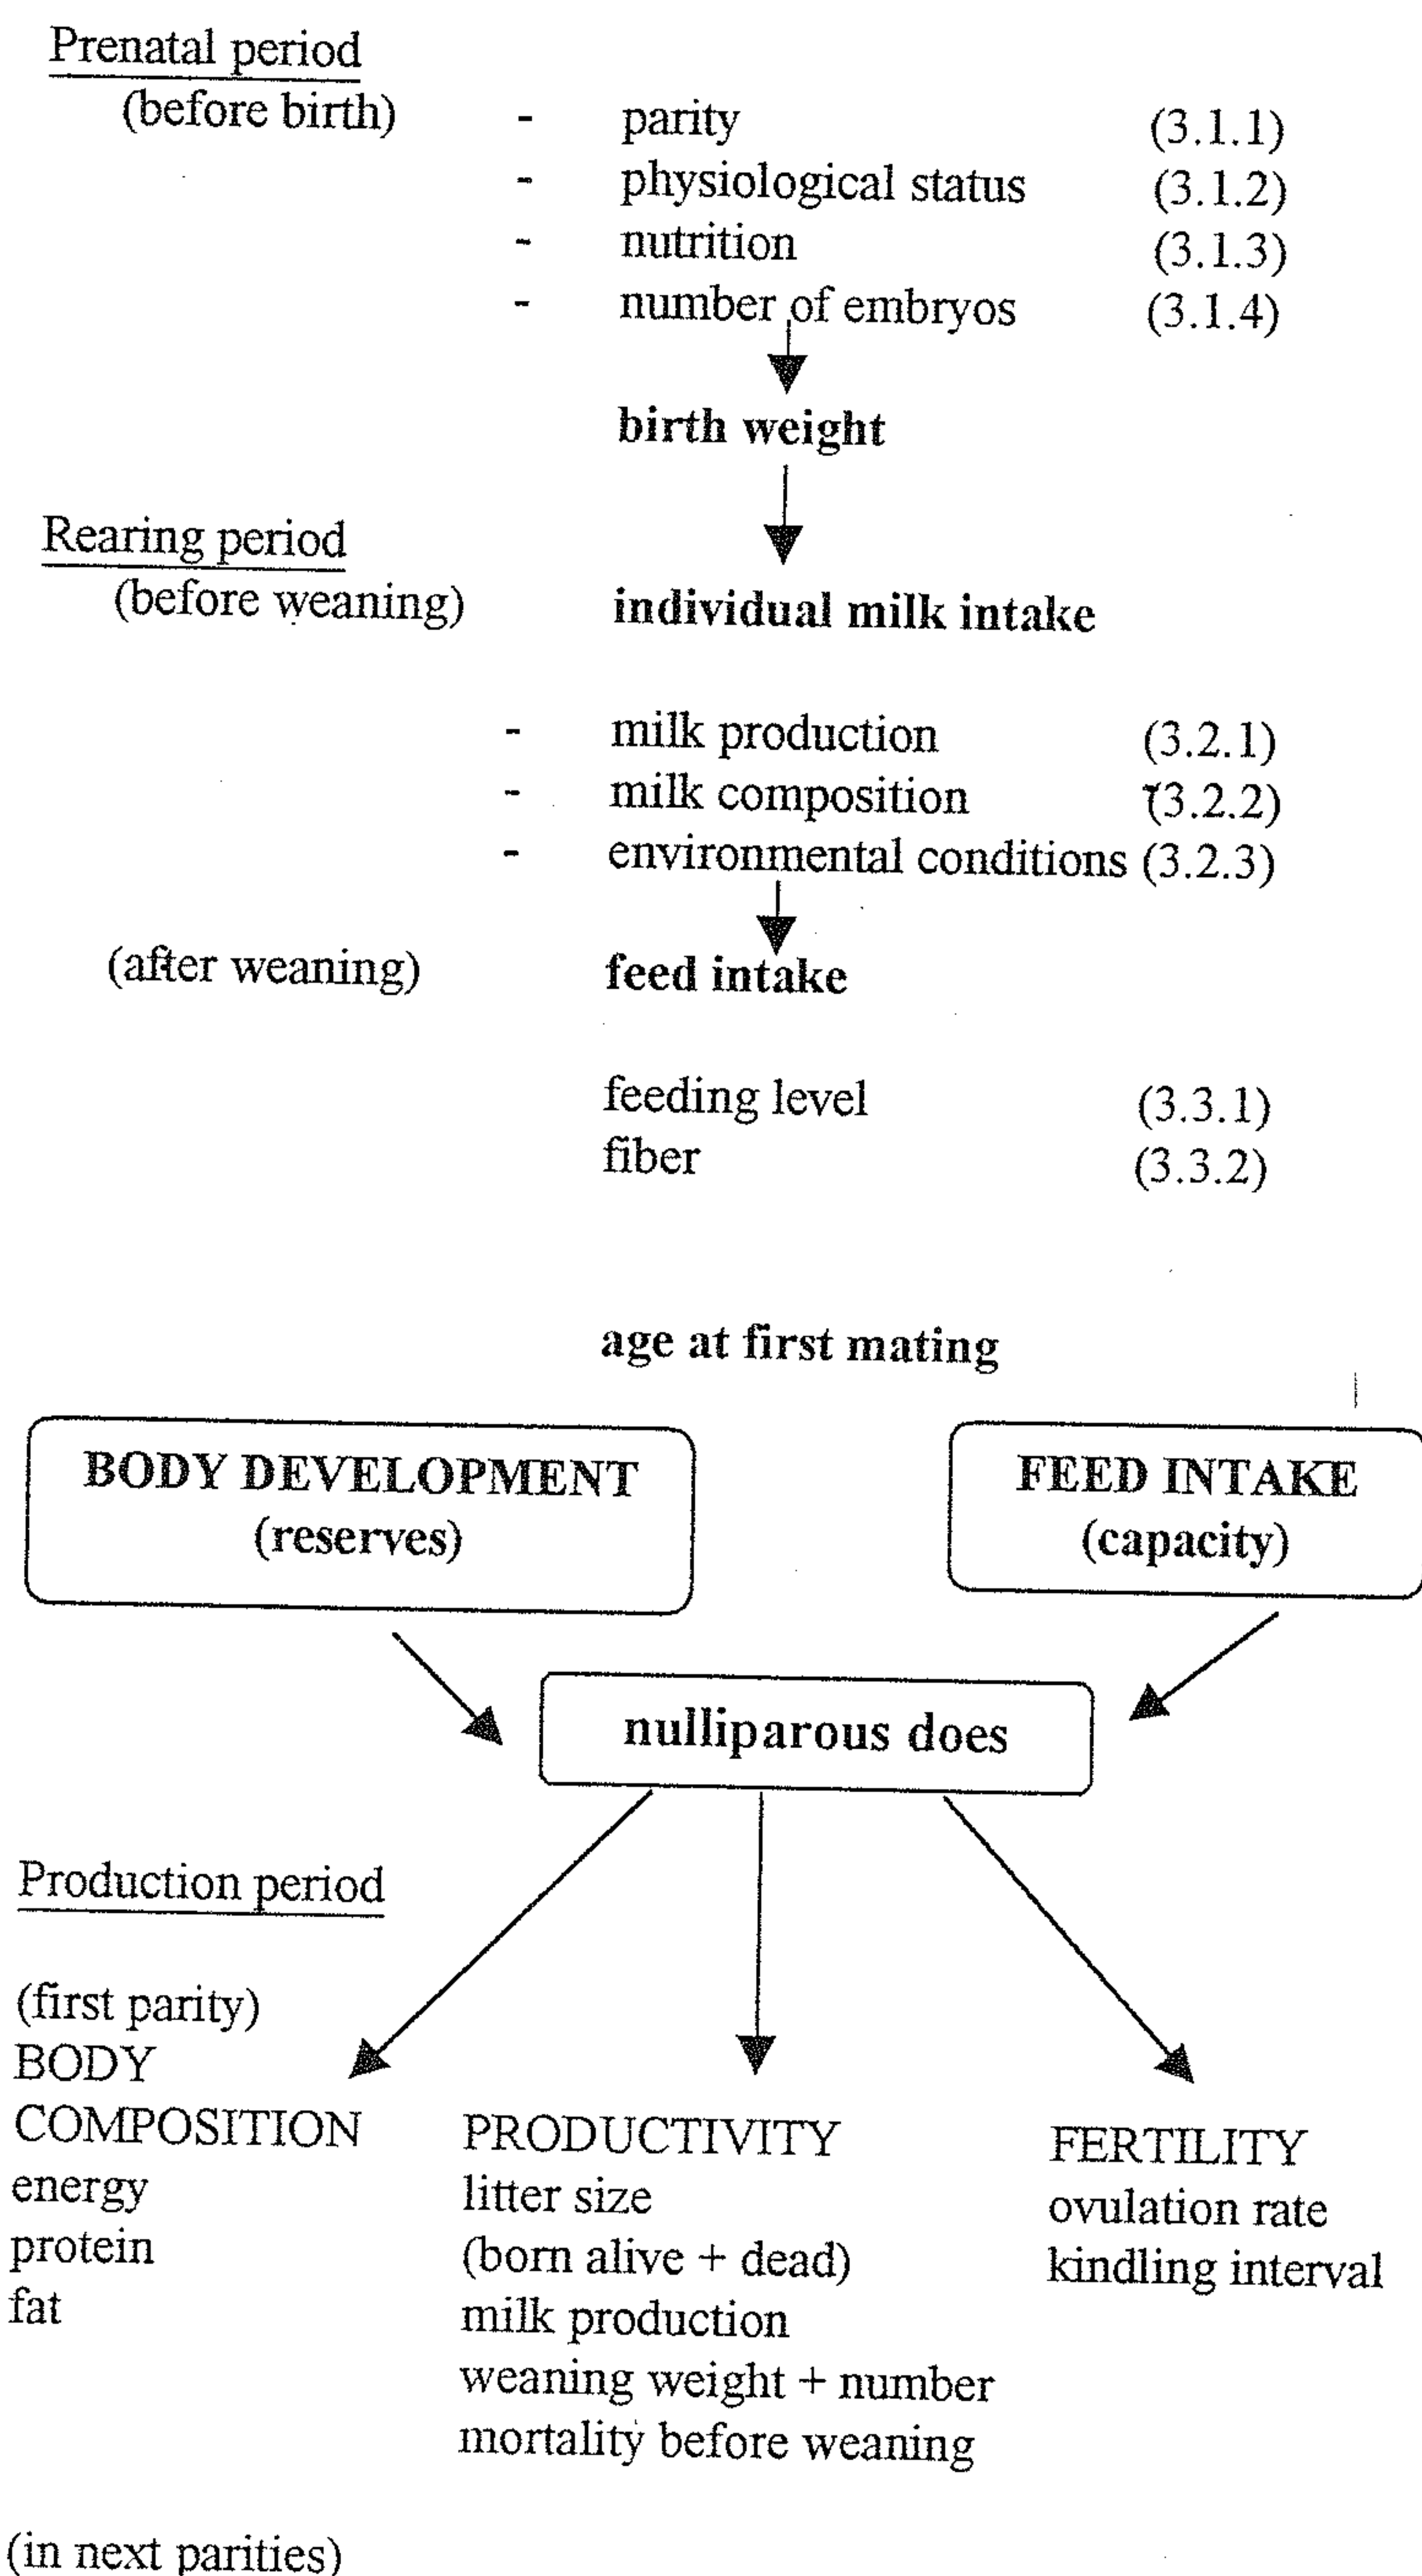 Prenatal period
(before birth) - parity (3.1.1)
- physiological status (3.1.2)
- nutrition (3.1.3)
- number of embryos (3.1.4)
birth weight
Rearing period
(before weaning) individual milk intake
- milk production (3.2.1)
- milk composition (3.2.2)
- environmental conditions (3.2.3)
(after weaning) feed intake
feeding level (3.3.1)
fiber (3.3.2)
age at first mating
BODY DEVELOPMENT
(reserves)
FEED INTAKE
(capacity)
nulliparous does
Production period
(first parity)
BODY
COMPOSITION
energy
protein
fat
PRODUCTIVITY
litter size
(born alive + dead)
milk production
weaning weight + number
mortality before weaning
FERTILITY
ovulation rate
kindling interval
(in next parities)